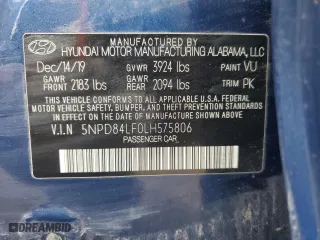 MANUFACTURED BY
HYUNDAI MOTOR MANUFACTURING ALABAMA, LLC
Dec/14/19 GVWR 3924 lbs PAINT VU
GAWR FRONT 2183 lbs GAWR REAR 2094 lbs TRIM PK
THIS VEHICLE CONFORMS TO ALL APPLICABLE
FEDERAL MOTOR VEHICLE SAFETY, BUMPER, AND
THEFT PREVENTION STANDARDS IN EFFECT ON
THE DATE OF MANUFACTURE SHOWN ABOVE.
V.I.N 5NPD84LF0LH575806
PASSENGER CAR